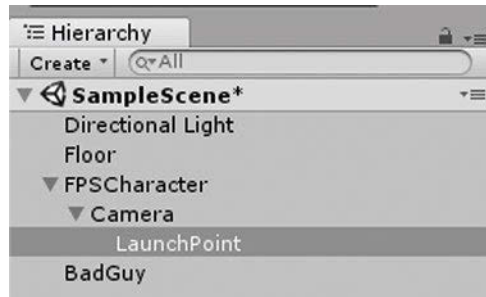 Hierarchy
Create All
SampleScene*
Directional Light
Floor
FPSCharacter
Camera
LaunchPoint
BadGuy